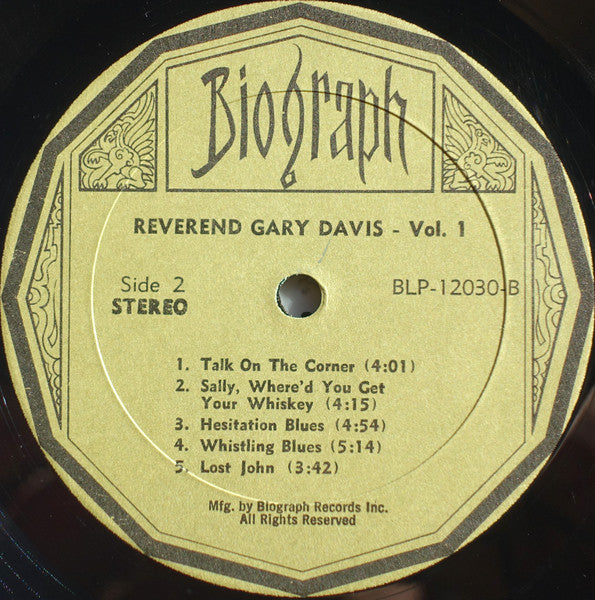 Biograph
REVEREND GARY DAVIS - Vol. 1
Side 2
STEREO
BLP-12030-B
1. Talk On The Corner (4:01)
2. Sally, Where'd You Get
Your Whiskey (4:15)
3. Hesitation Blues (4:54)
4. Whistling Blues (5:14)
5. Lost John (3:42)
Mfg. by Biograph Records Inc.
All Rights Reserved